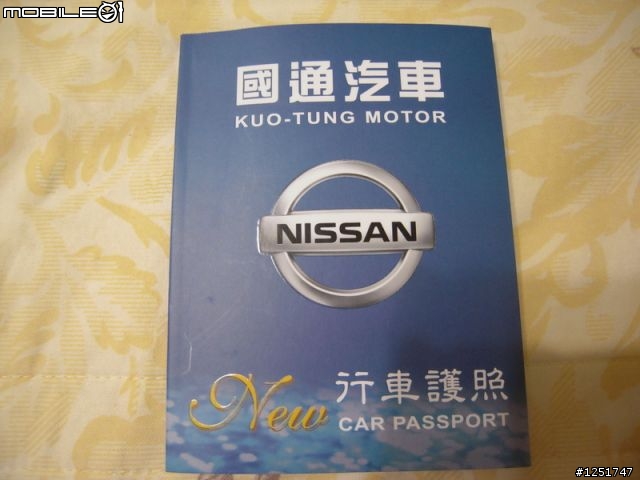 MOBILE01
國通汽車
KUO-TUNG MOTOR
NISSAN
New 行車護照
CAR PASSPORT
#1251747